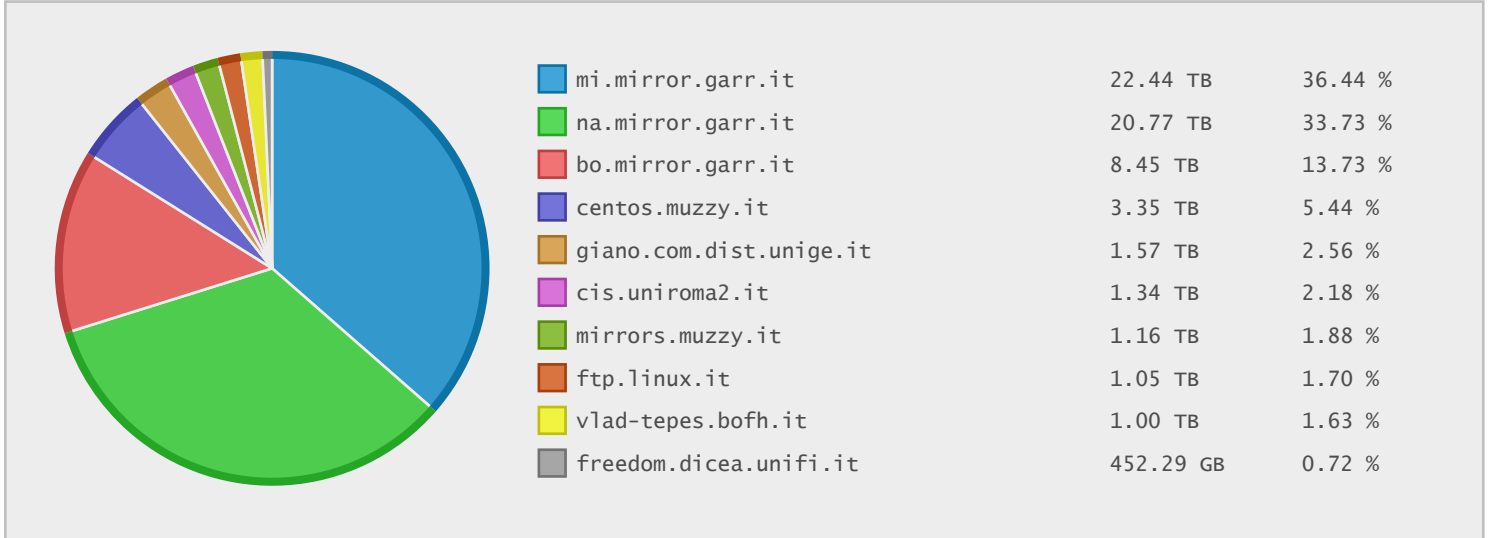 mi.mirror.garr.it 22.44 TB 36.44 %
na.mirror.garr.it 20.77 TB 33.73 %
bo.mirror.garr.it 8.45 TB 13.73 %
centos.muzzy.it 3.35 TB 5.44 %
giano.com.dist.unige.it 1.57 TB 2.56 %
cis.uniroma2.it 1.34 TB 2.18 %
mirrors.muzzy.it 1.16 TB 1.88 %
ftp.linux.it 1.05 TB 1.70 %
vlad-tepes.bofh.it 1.00 TB 1.63 %
freedom.dicea.unifi.it 452.29 GB 0.72 %